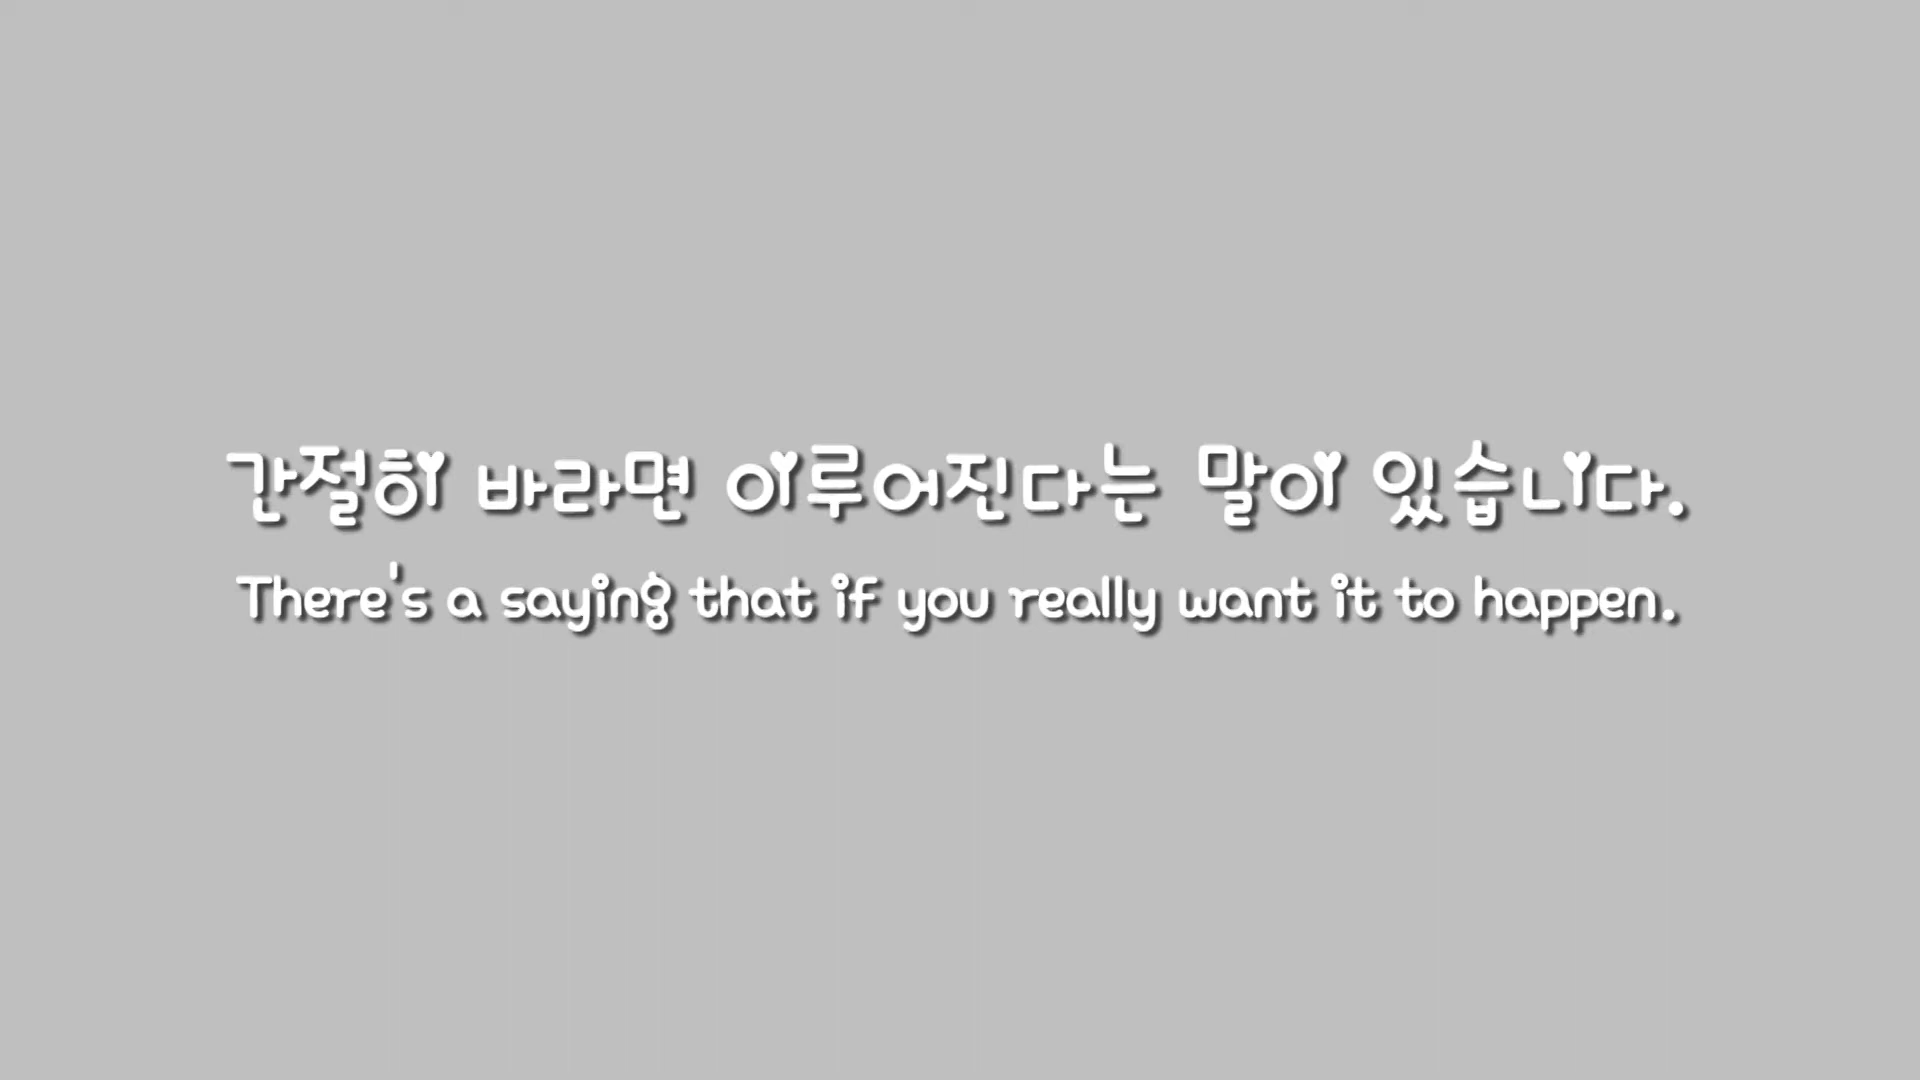 간절히 바라면 이루어진다는 말이 있습니다.
There's a saying that if you really want it to happen.